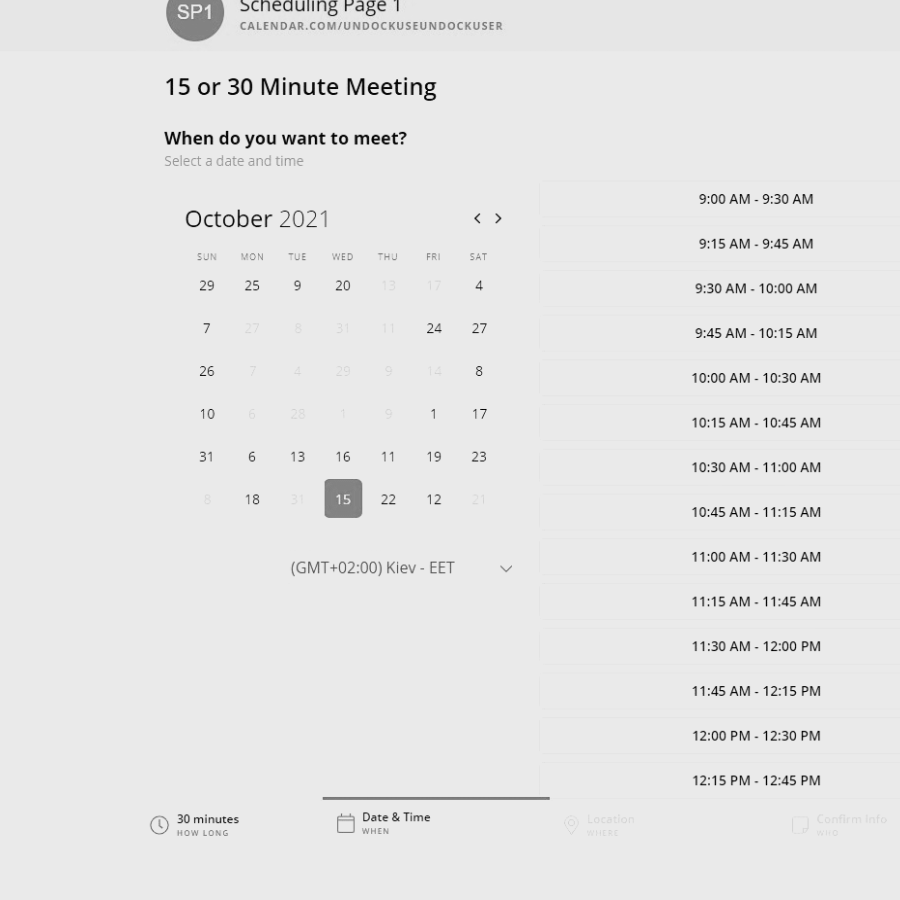 SP1
Scheduling Page 1
CALENDAR.COM/UNDOCKUSEUNDOCKUSER
15 or 30 Minute Meeting
When do you want to meet?
Select a date and time
October 2021
SUN MON TUE WED THU FRI SAT
29 25 9 20 13 17 4
7 27 8 31 11 24 27
26 7 4 29 9 14 8
10 6 28 1 9 1 17
31 6 13 16 11 19 23
8 18 31 15 22 12 21
(GMT+02:00) Kiev - EET
9:00 AM - 9:30 AM
9:15 AM - 9:45 AM
9:30 AM - 10:00 AM
9:45 AM - 10:15 AM
10:00 AM - 10:30 AM
10:15 AM - 10:45 AM
10:30 AM - 11:00 AM
10:45 AM - 11:15 AM
11:00 AM - 11:30 AM
11:15 AM - 11:45 AM
11:30 AM - 12:00 PM
11:45 AM - 12:15 PM
12:00 PM - 12:30 PM
12:15 PM - 12:45 PM
30 minutes
HOW LONG
Date & Time
WHEN
Location
WHERE
Confirm Info
WHO